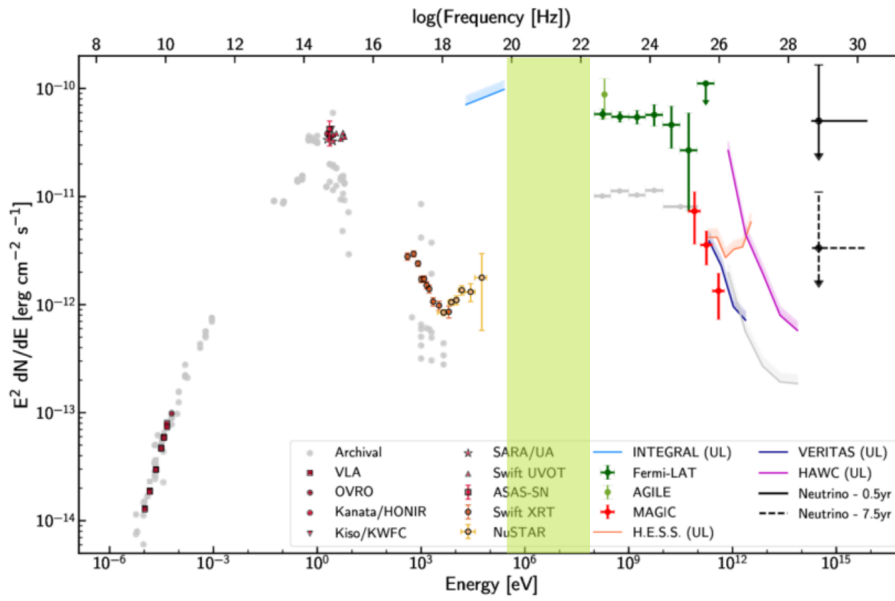 log(Frequency [Hz])
8 10 12 14 16 18 20 22 24 26 28 30
10⁻¹⁰
10⁻¹¹
10⁻¹²
10⁻¹³
10⁻¹⁴
E² dN/dE [erg cm⁻² s⁻¹]
Archival SARA/UA INTEGRAL (UL) VERITAS (UL)
VLA Swift UVOT Fermi-LAT HAWC (UL)
OVRO ASAS-SN AGILE Neutrino - 0.5yr
Kanata/HONIR Swift XRT MAGIC Neutrino - 7.5yr
Kiso/KWFC NuSTAR H.E.S.S. (UL)
10⁻⁶ 10⁻³ 10⁰ 10³ 10⁶ 10⁹ 10¹² 10¹⁵
Energy [eV]